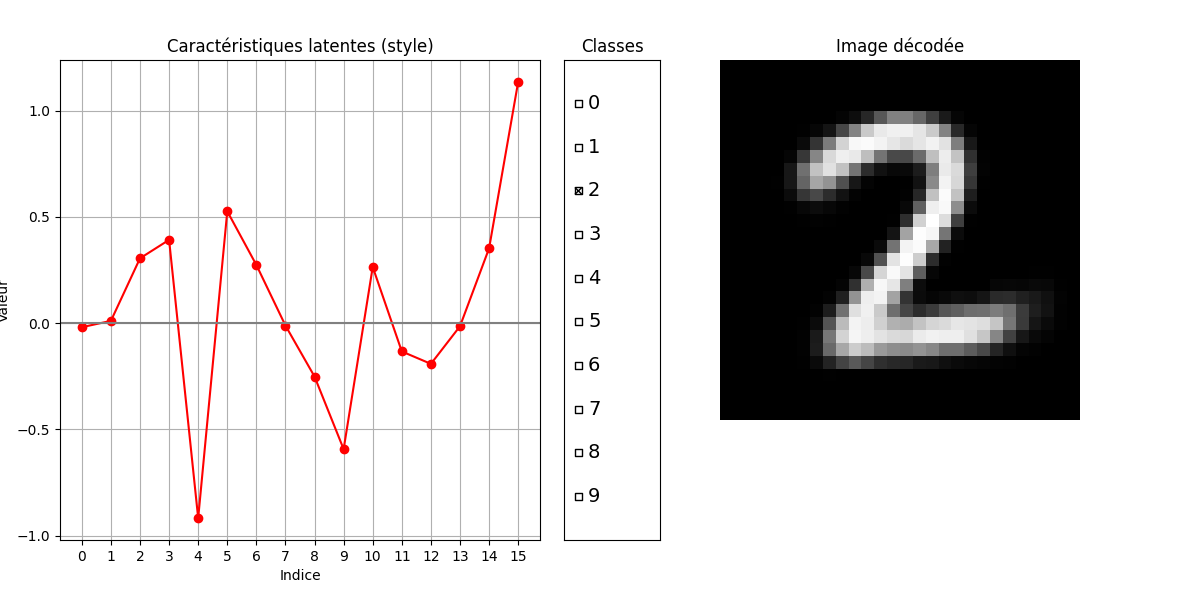 Caractéristiques latentes (style)
Classes
Image décodée
1.0
0.5
0.0
−0.5
−1.0
Valeur
0 1 2 3 4 5 6 7 8 9 10 11 12 13 14 15
Indice
0
1
2
3
4
5
6
7
8
9
2